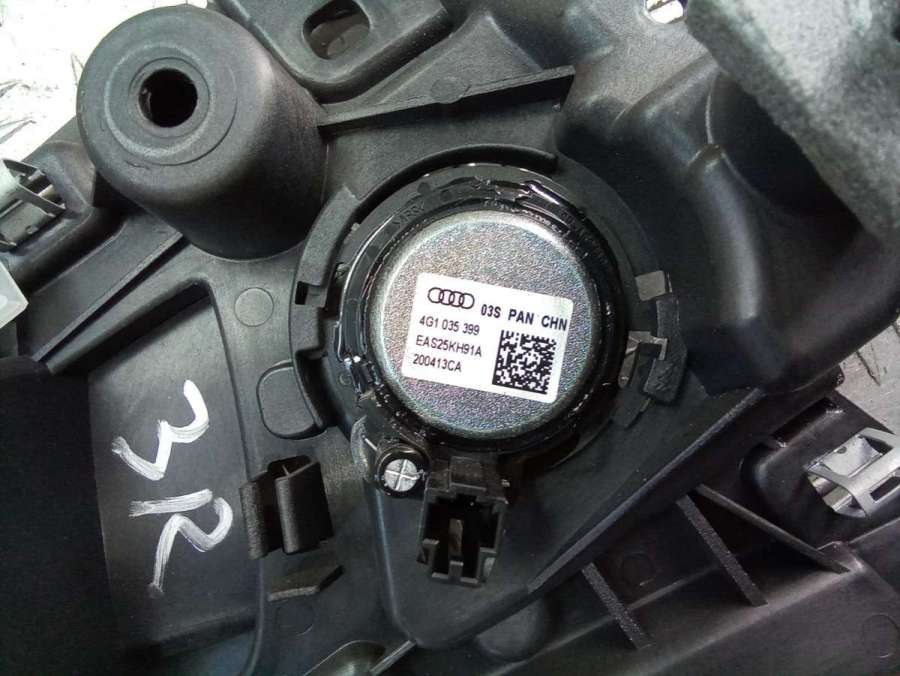 03S PAN CHN
4G1 035 399
EAS25KH91A
200413CA
3R